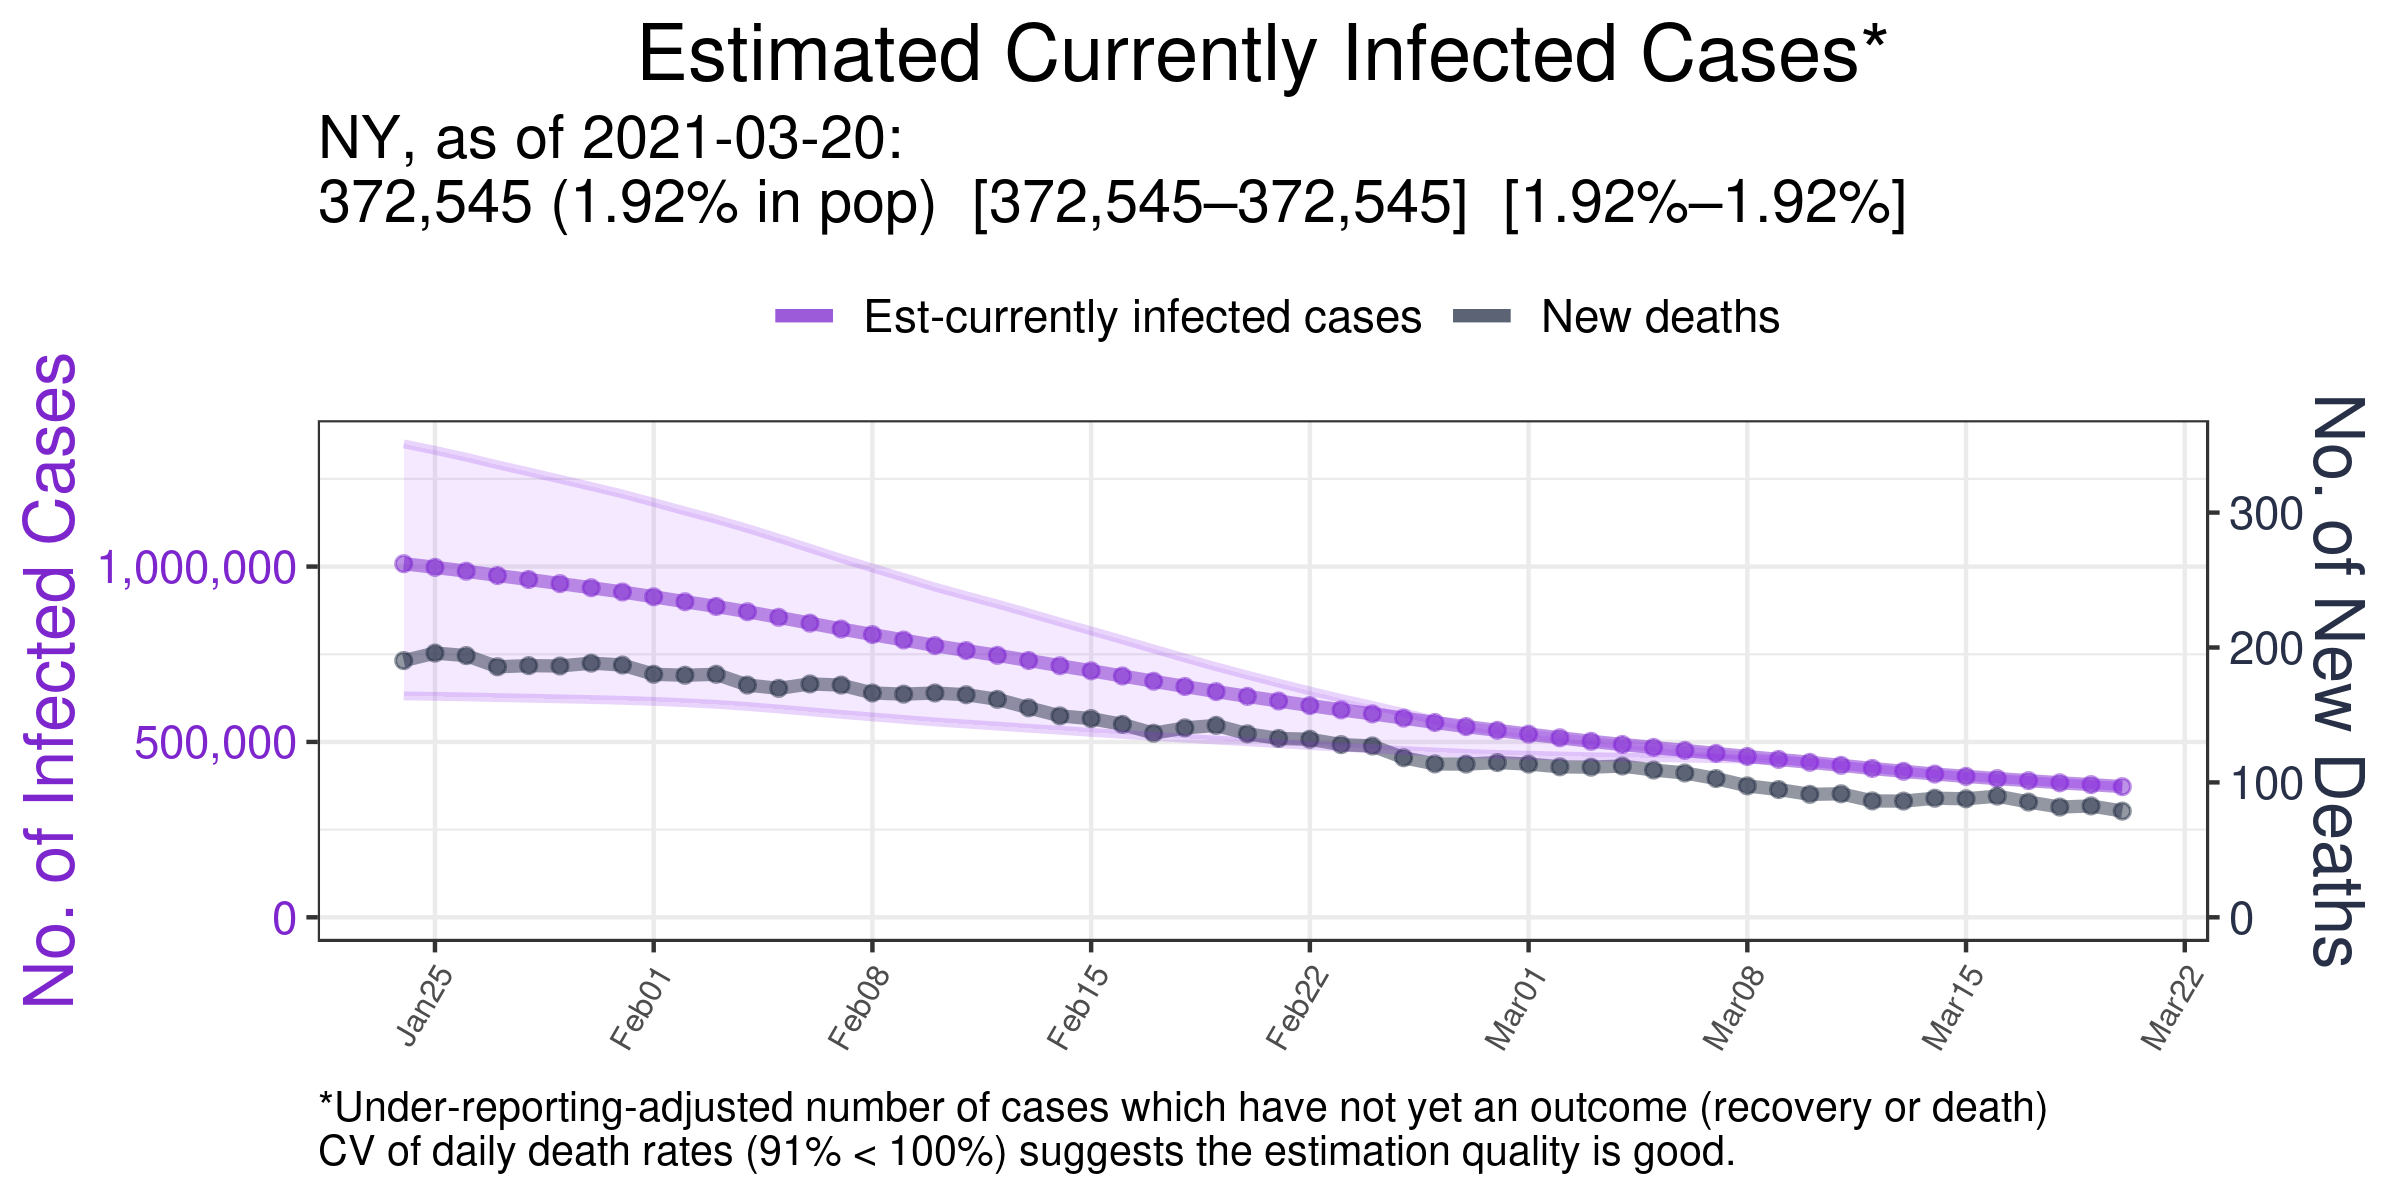 Estimated Currently Infected Cases*
NY, as of 2021-03-20:
372,545 (1.92% in pop)  [372,545–372,545]  [1.92%–1.92%]
Est-currently infected cases
New deaths
No. of Infected Cases
1,000,000
500,000
0
300
200
100
0
No. of New Deaths
Jan25
Feb01
Feb08
Feb15
Feb22
Mar01
Mar08
Mar15
Mar22
*Under-reporting-adjusted number of cases which have not yet an outcome (recovery or death)
CV of daily death rates (91% < 100%) suggests the estimation quality is good.